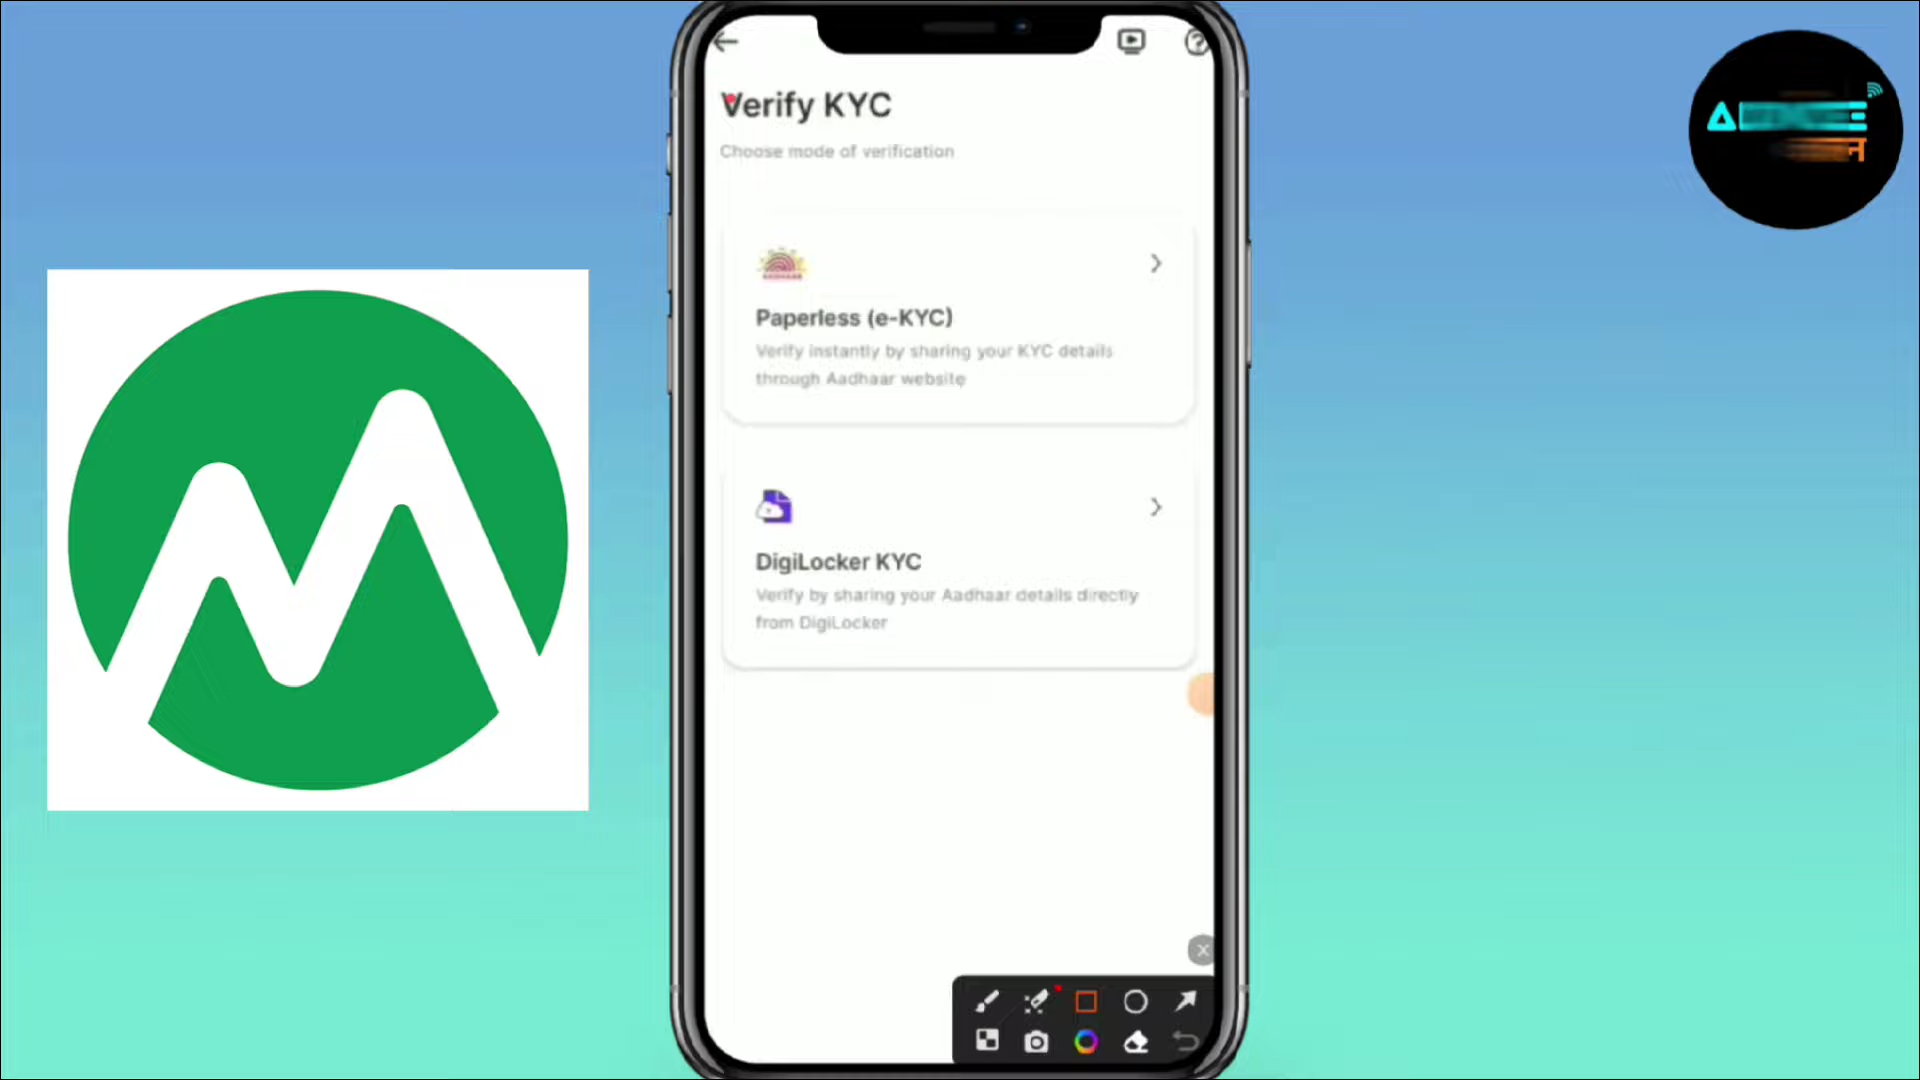 Verify KYC
Choose mode of verification
AADHAAR
Paperless (e-KYC)
Verify instantly by sharing your KYC details
through Aadhaar website
DigiLocker KYC
Verify by sharing your Aadhaar details directly
from DigiLocker